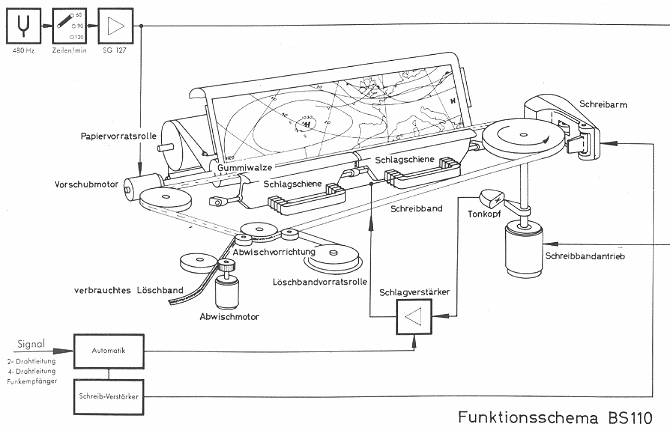 60
90
120
480 Hz
Zeilen/min
SG 127
Schreibarm
Papiervorratsrolle
H
H
Gummiwalze
Schlagschiene
Vorschubmotor
Schlagschiene
Schreibband
Tonkopf
Abwischvorrichtung
Schreibbandantrieb
verbrauchtes Löschband
Löschbandvorratsrolle
Schlagverstärker
Abwischmotor
Signal
2-Drahtleitung
4-Drahtleitung
Funkempfänger
Automatik
Schreib-Verstärker
Funktionsschema BS110